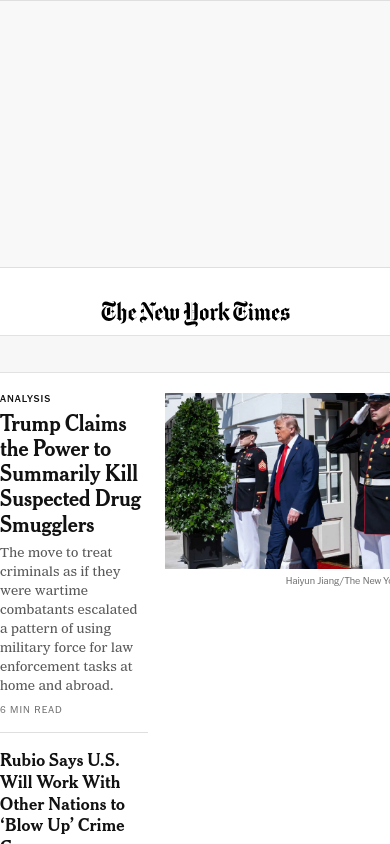 The New York Times
ANALYSIS
Trump Claims
the Power to
Summarily Kill
Suspected Drug
Smugglers
The move to treat
criminals as if they
were wartime
combatants escalated
a pattern of using
military force for law
enforcement tasks at
home and abroad.
6 MIN READ
Haiyun Jiang/The New
Rubio Says U.S.
Will Work With
Other Nations to
‘Blow Up’ Crime